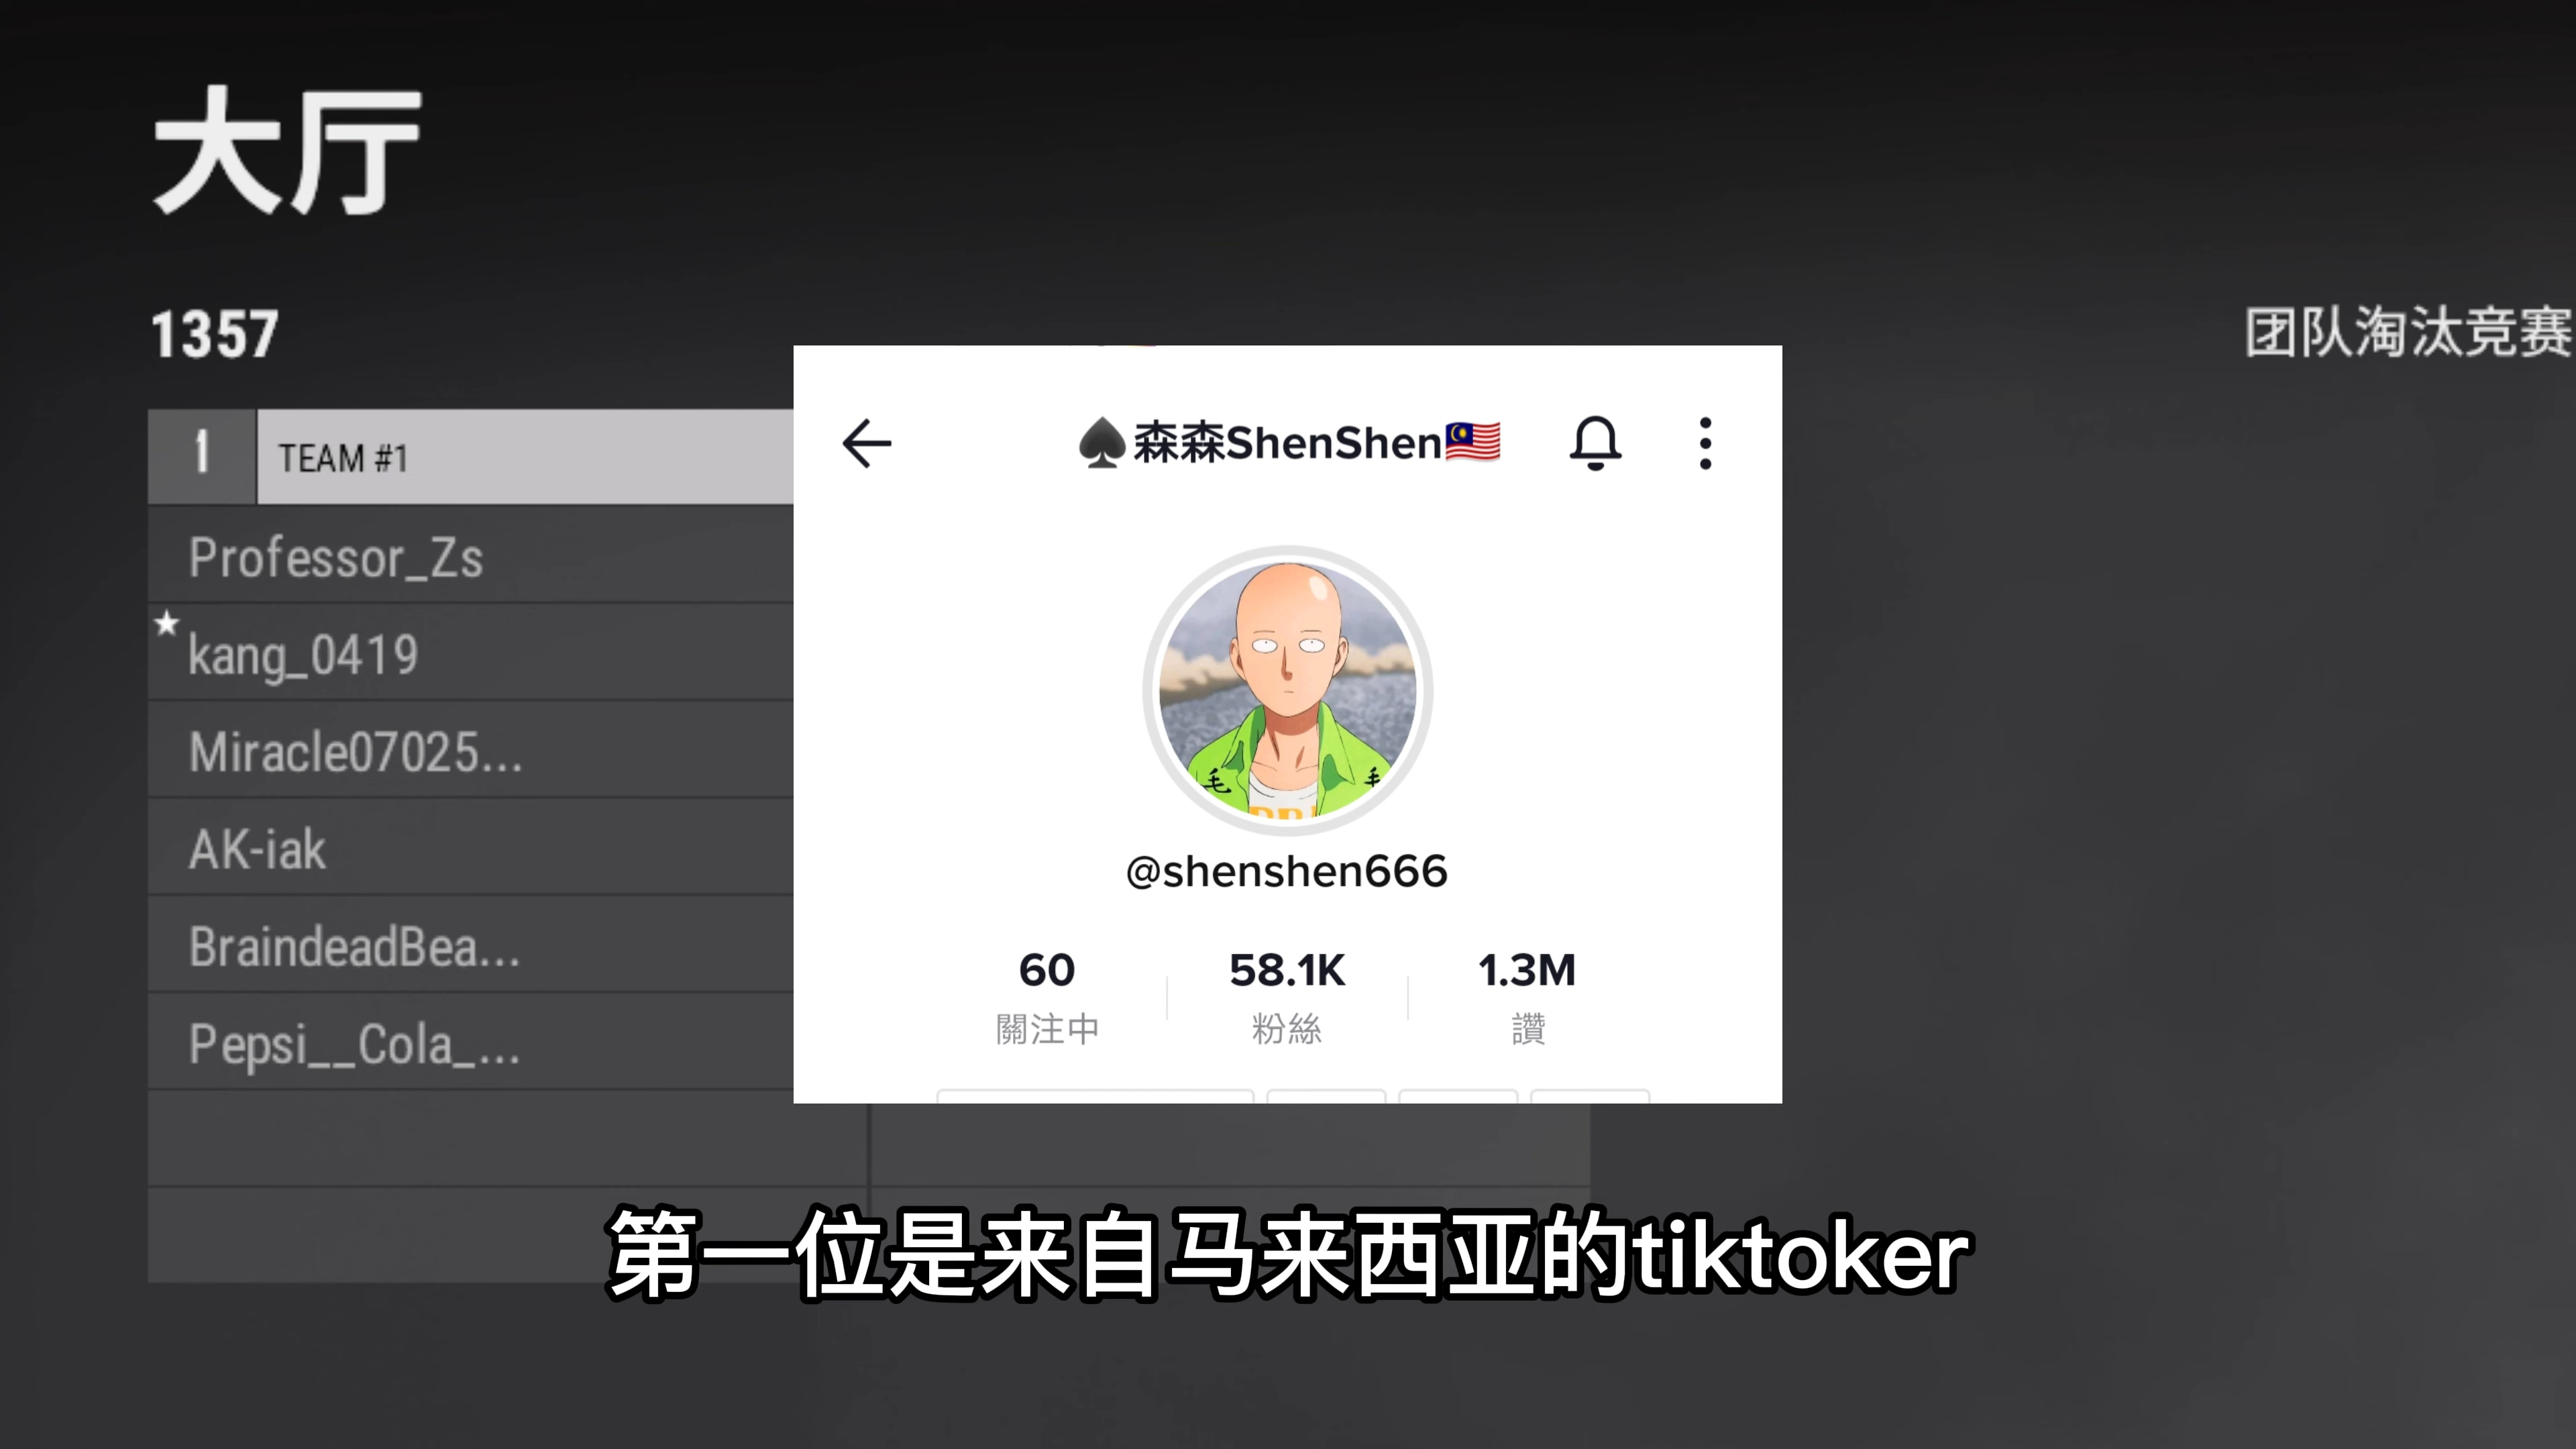 大厅
1357
团队淘汰竞赛
1 TEAM #1
Professor_Zs
kang_0419
Miracle07025...
AK-iak
BraindeadBea...
Pepsi__Cola_...
♠森森ShenShen🇲🇾
毛 毛
@shenshen666
60 58.1K 1.3M
關注中 粉絲 讚
第一位是来自马来西亚的tiktoker